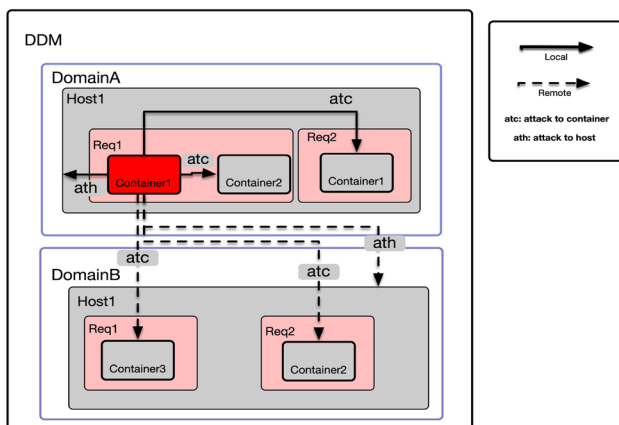 DDM
DomainA
Host1
atc
Req1
Req2
atc
Container1
Container2
Container1
ath
ath
atc
atc
DomainB
Host1
Req1
Req2
Container3
Container2
Local
Remote
atc: attack to container
ath: attack to host